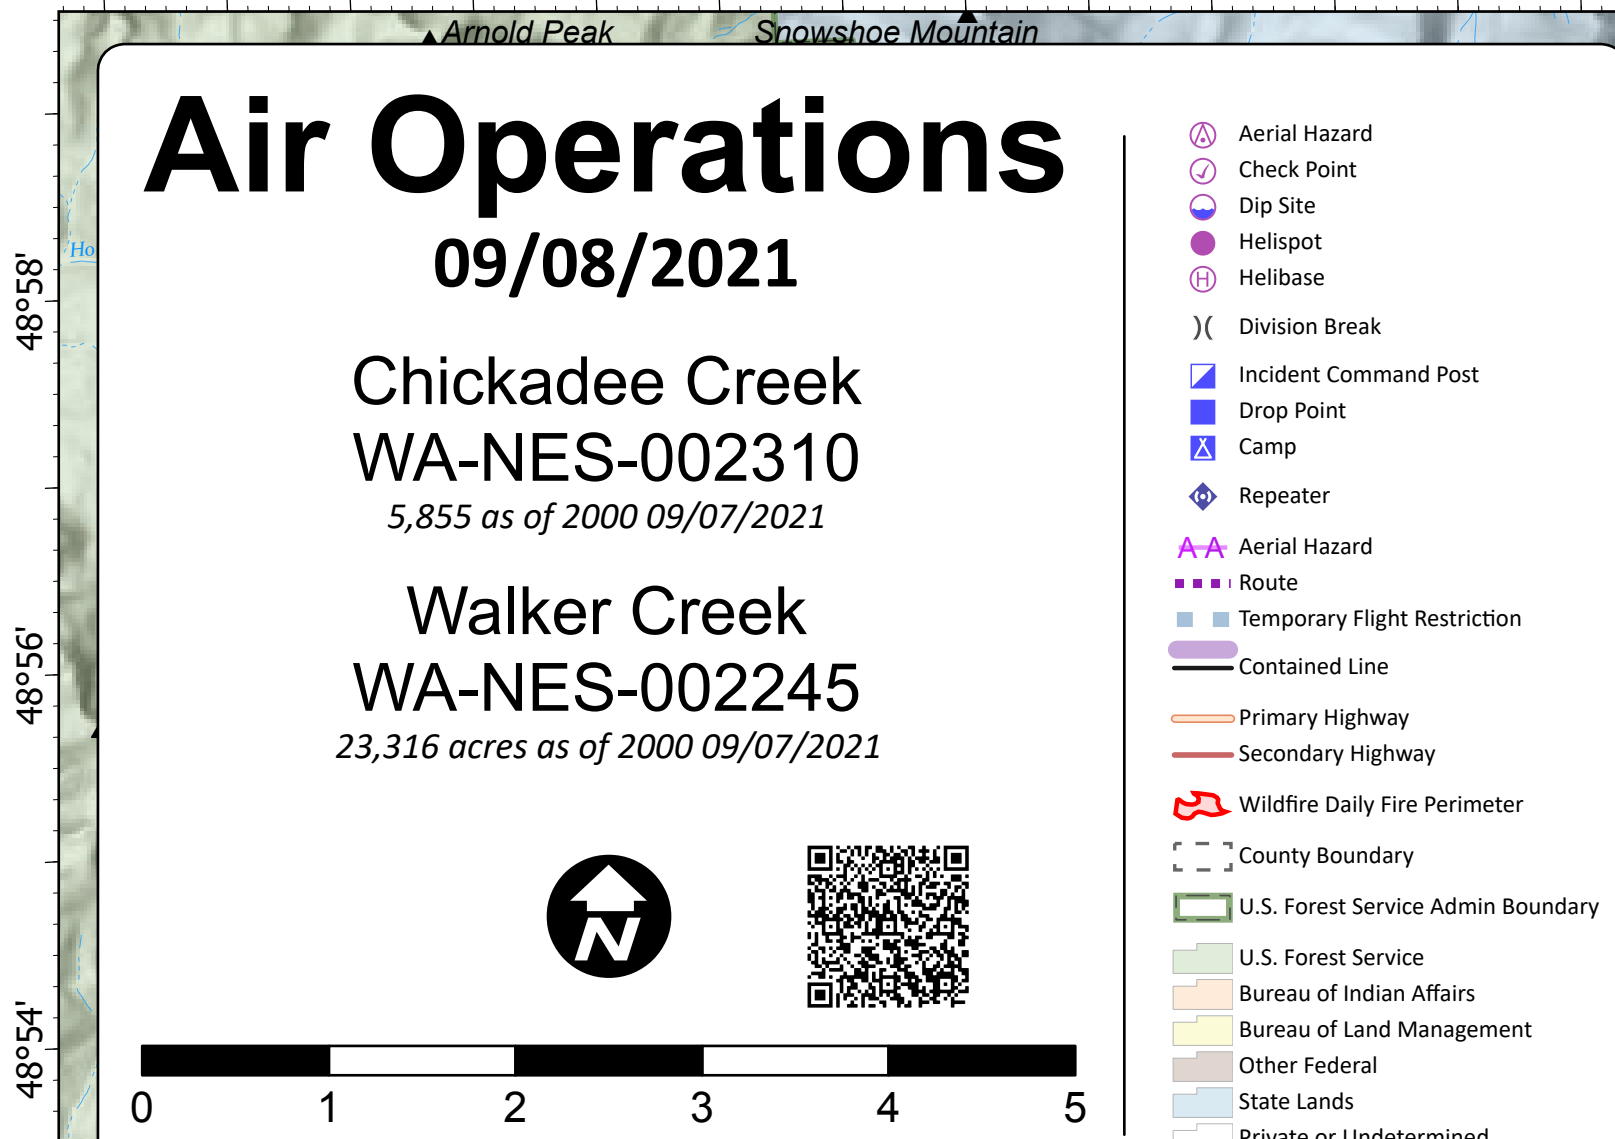 Arnold Peak
Snowshoe Mountain
Ho
48°58'
48°56'
48°54'
Air Operations
09/08/2021
Chickadee Creek
WA-NES-002310
5,855 as of 2000 09/07/2021
Walker Creek
WA-NES-002245
23,316 acres as of 2000 09/07/2021
N
0 1 2 3 4 5
Aerial Hazard
Check Point
Dip Site
Helispot
H Helibase
)( Division Break
Incident Command Post
Drop Point
Camp
Repeater
A A Aerial Hazard
Route
Temporary Flight Restriction
Contained Line
Primary Highway
Secondary Highway
Wildfire Daily Fire Perimeter
County Boundary
U.S. Forest Service Admin Boundary
U.S. Forest Service
Bureau of Indian Affairs
Bureau of Land Management
Other Federal
State Lands
Private or Undetermined